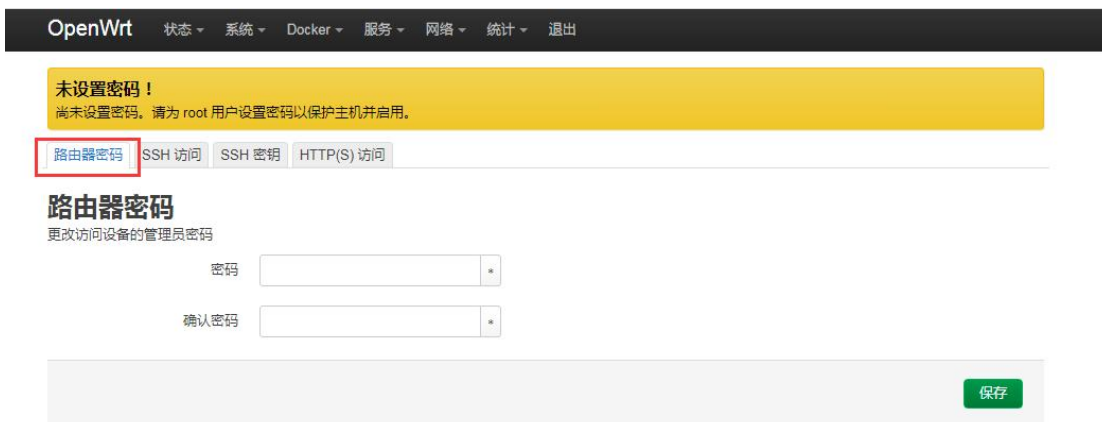 OpenWrt 状态 系统 Docker 服务 网络 统计 退出
未设置密码！
尚未设置密码。请为 root 用户设置密码以保护主机并启用。
路由器密码 SSH 访问 SSH 密钥 HTTP(S) 访问
路由器密码
更改访问设备的管理员密码
密码 *
确认密码 *
保存